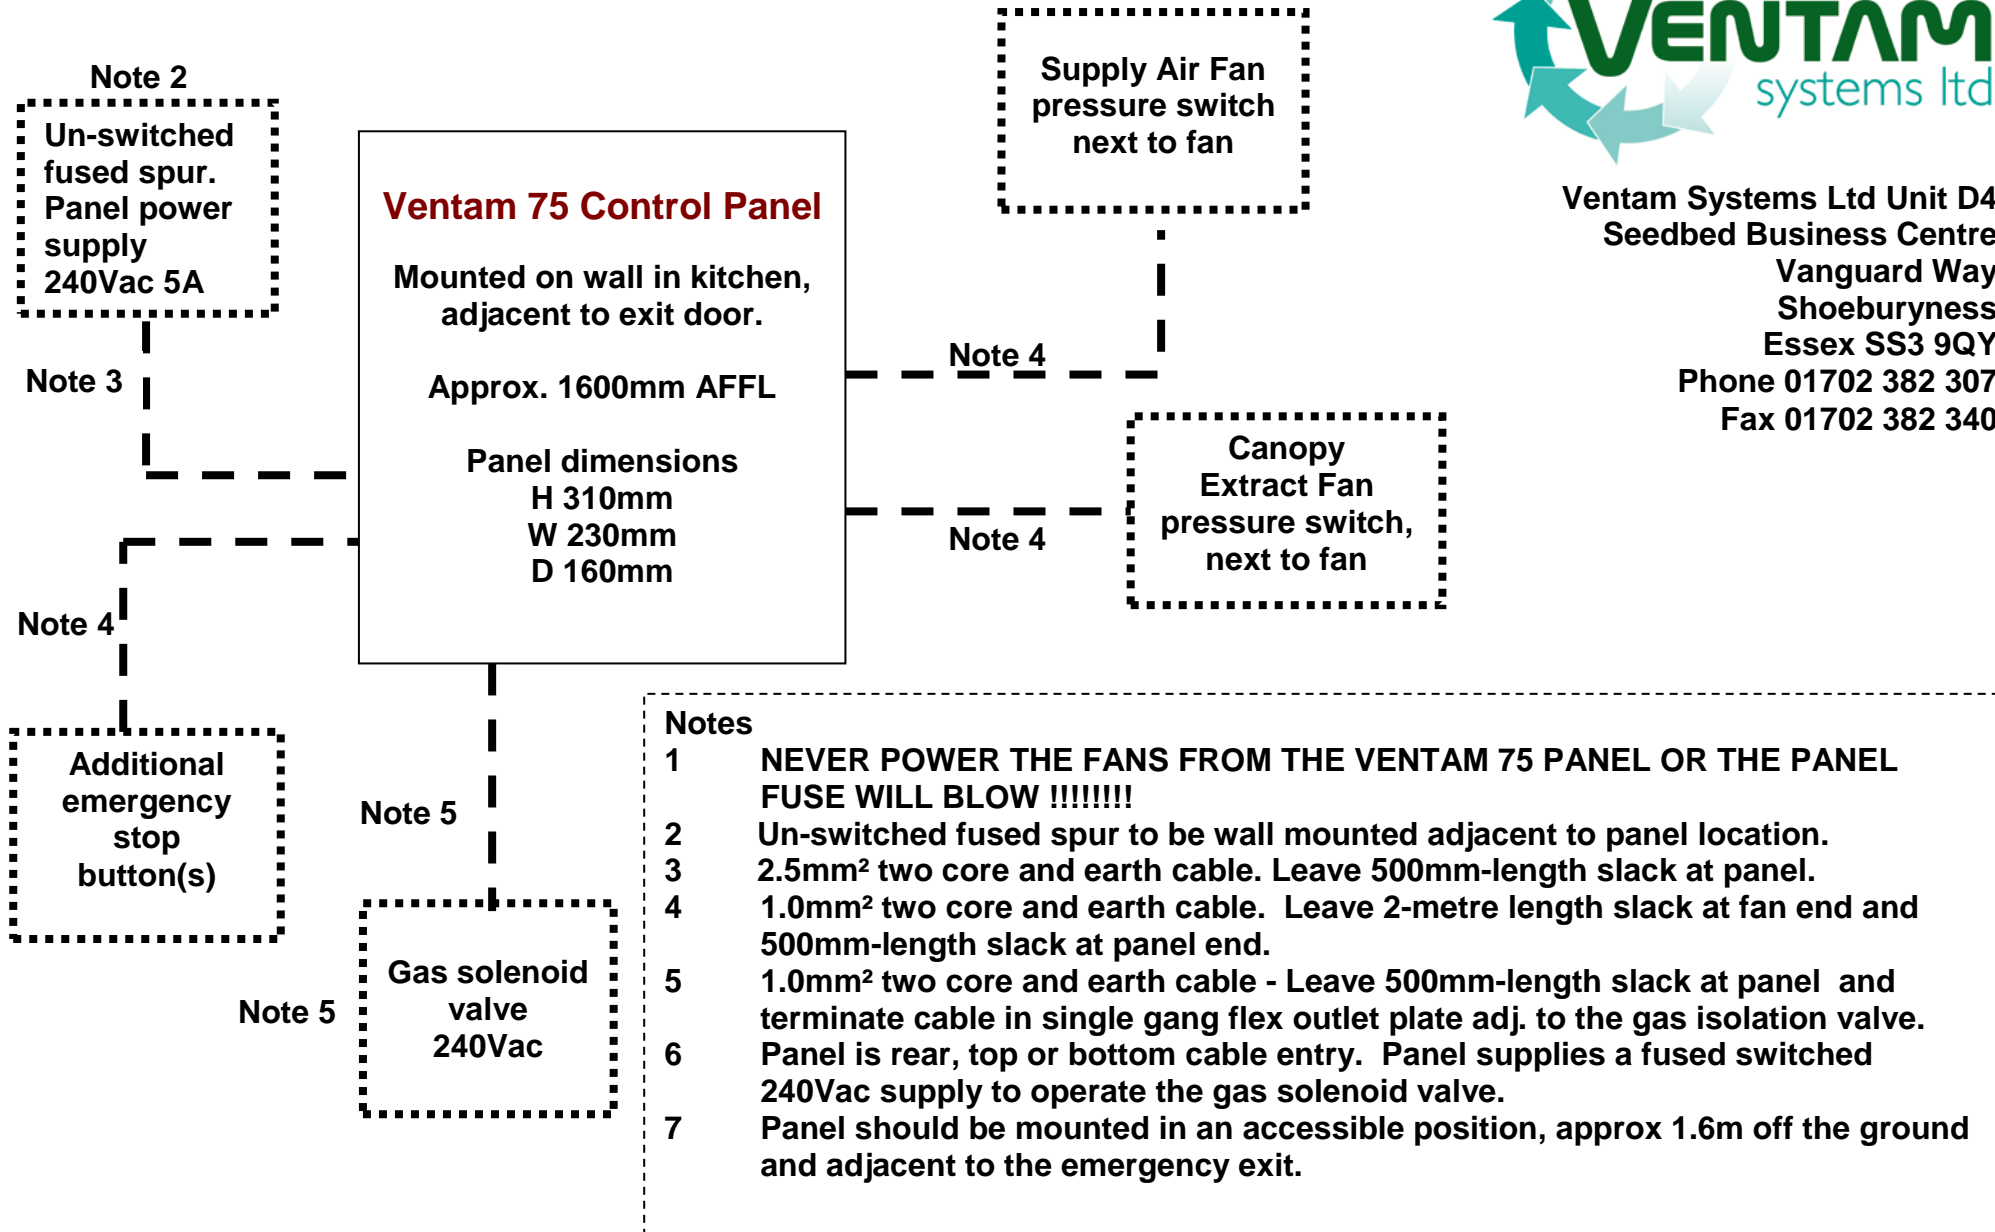 VENTAM
systems ltd
Ventam Systems Ltd Unit D4
Seedbed Business Centre
Vanguard Way
Shoeburyness
Essex SS3 9QY
Phone 01702 382 307
Fax 01702 382 340
Note 2
Un-switched
fused spur.
Panel power
supply
240Vac 5A
Note 3
Ventam 75 Control Panel
Mounted on wall in kitchen,
adjacent to exit door.
Approx. 1600mm AFFL
Panel dimensions
H 310mm
W 230mm
D 160mm
Supply Air Fan
pressure switch
next to fan
Note 4
Canopy
Extract Fan
pressure switch,
next to fan
Note 4
Note 4
Additional
emergency
stop
button(s)
Note 5
Gas solenoid
valve
240Vac
Note 5
Notes
1 NEVER POWER THE FANS FROM THE VENTAM 75 PANEL OR THE PANEL
FUSE WILL BLOW !!!!!!!!
2 Un-switched fused spur to be wall mounted adjacent to panel location.
3 2.5mm² two core and earth cable. Leave 500mm-length slack at panel.
4 1.0mm² two core and earth cable. Leave 2-metre length slack at fan end and
500mm-length slack at panel end.
5 1.0mm² two core and earth cable - Leave 500mm-length slack at panel and
terminate cable in single gang flex outlet plate adj. to the gas isolation valve.
6 Panel is rear, top or bottom cable entry. Panel supplies a fused switched
240Vac supply to operate the gas solenoid valve.
7 Panel should be mounted in an accessible position, approx 1.6m off the ground
and adjacent to the emergency exit.